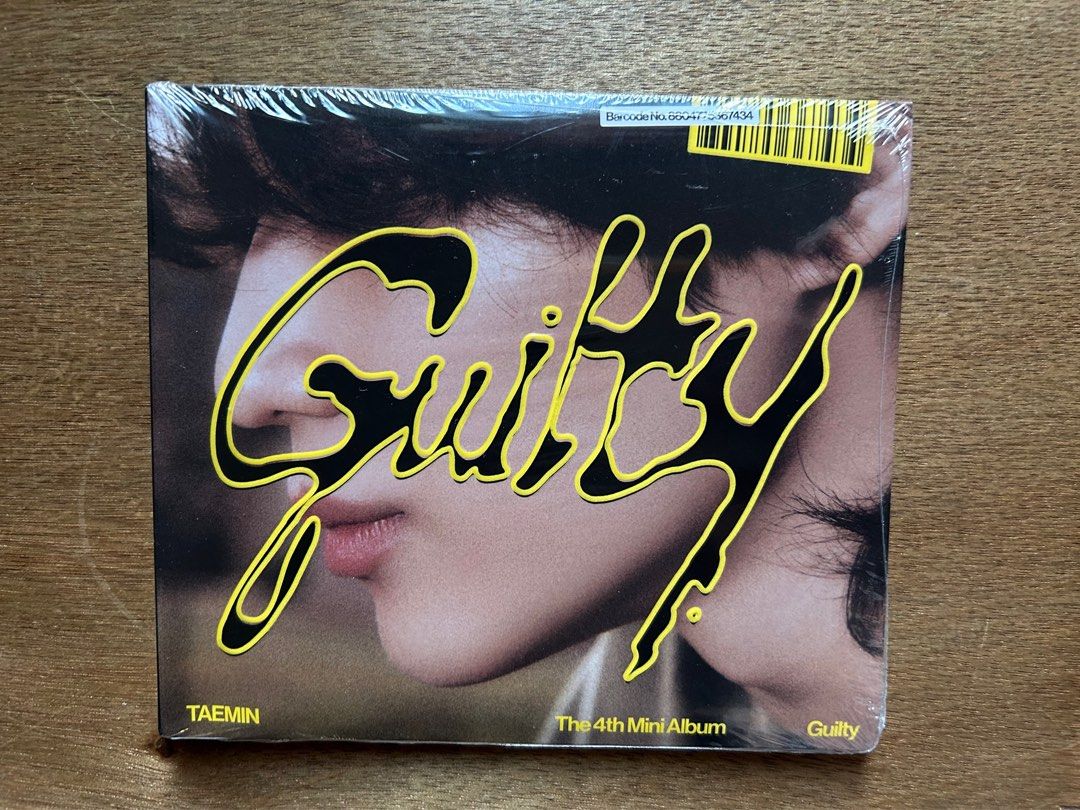 Barcode No.
Guilty
TAEMIN
The 4th Mini Album
Guilty